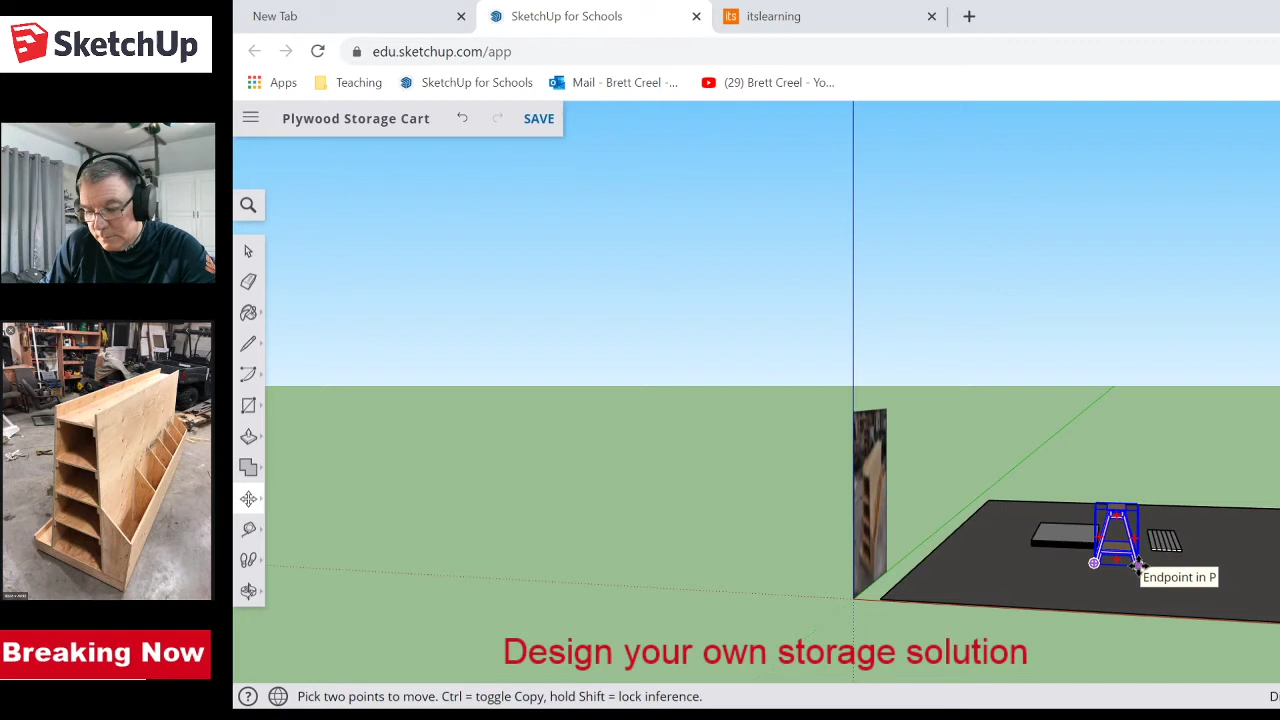 SketchUp
New Tab
SketchUp for Schools
itslearning
edu.sketchup.com/app
Apps
Teaching
SketchUp for Schools
Mail - Brett Creel -...
(29) Brett Creel - Yo...
Plywood Storage Cart
SAVE
Endpoint in P
Breaking Now
Design your own storage solution
Pick two points to move. Ctrl = toggle Copy, hold Shift = lock inference.